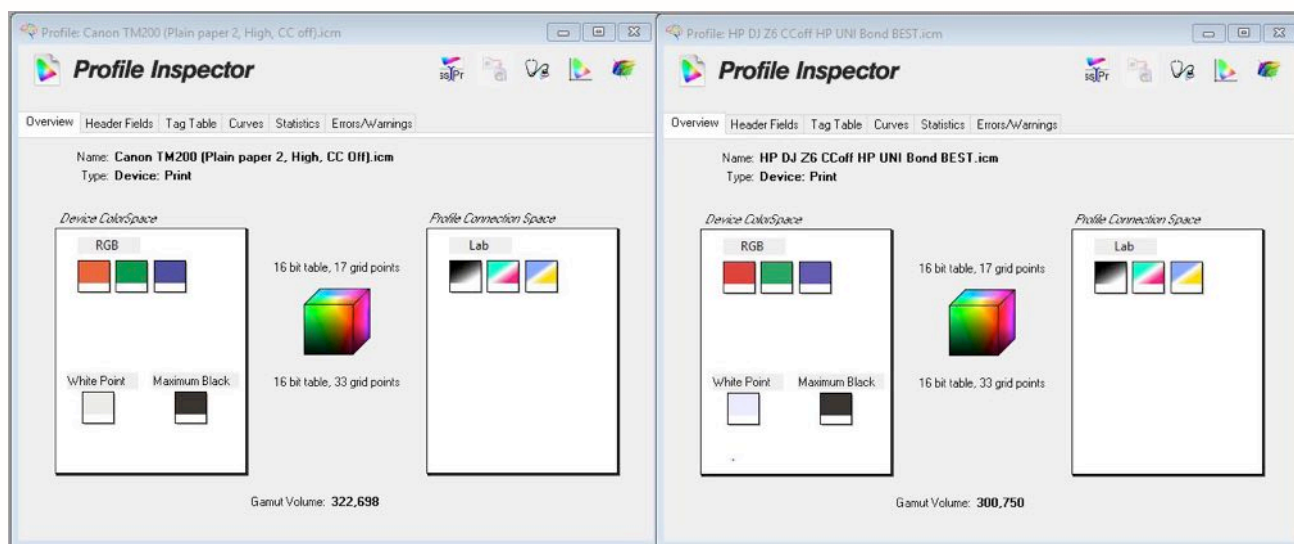 Profile: Canon TM200 (Plain paper 2, High, CC off).icm
Profile Inspector
Overview Header Fields Tag Table Curves Statistics Errors/Warnings
Name: Canon TM200 (Plain paper 2, High, CC Off).icm
Type: Device: Print
Device ColorSpace
Profile Connection Space
RGB
Lab
16 bit table, 17 grid points
16 bit table, 33 grid points
White Point Maximum Black
Gamut Volume: 322,698
Profile: HP DJ Z6 CCoff HP UNI Bond BEST.icm
Profile Inspector
Overview Header Fields Tag Table Curves Statistics Errors/Warnings
Name: HP DJ Z6 CCoff HP UNI Bond BEST.icm
Type: Device: Print
Device ColorSpace
Profile Connection Space
RGB
Lab
16 bit table, 17 grid points
16 bit table, 33 grid points
White Point Maximum Black
Gamut Volume: 300,750